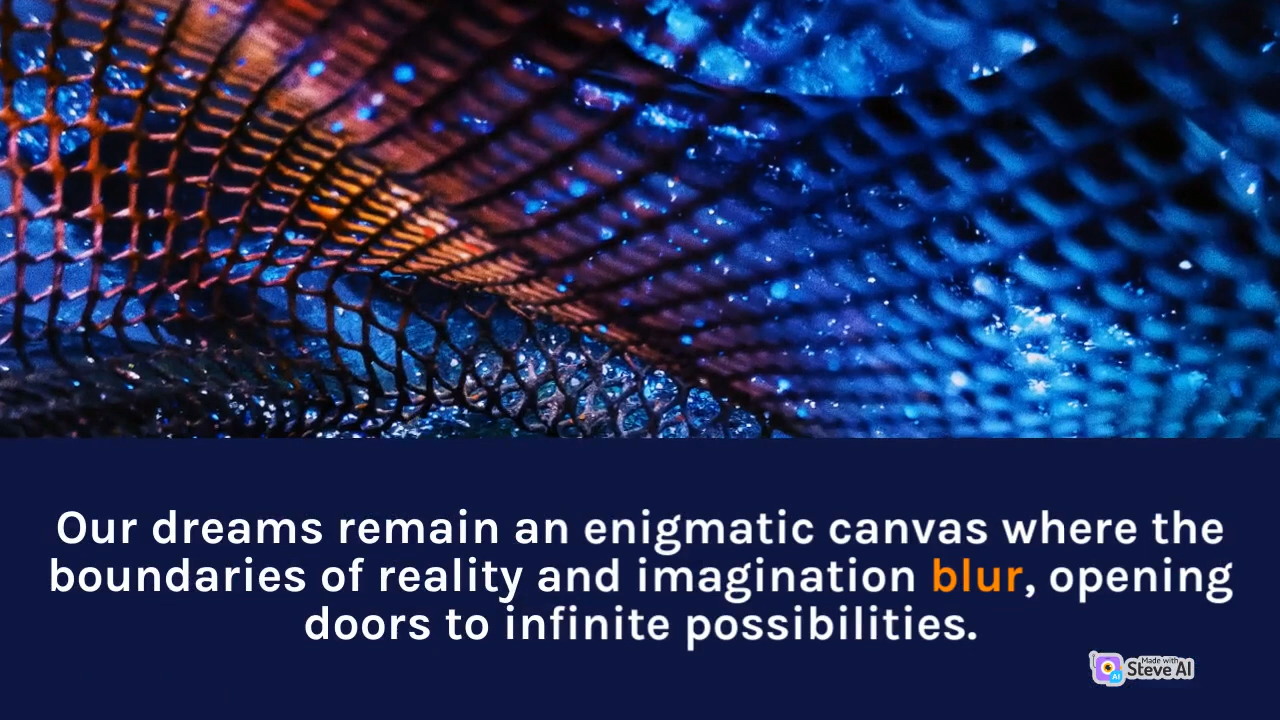 Our dreams remain an enigmatic canvas where the
boundaries of reality and imagination blur, opening
doors to infinite possibilities.
Made with
Steve AI
AI